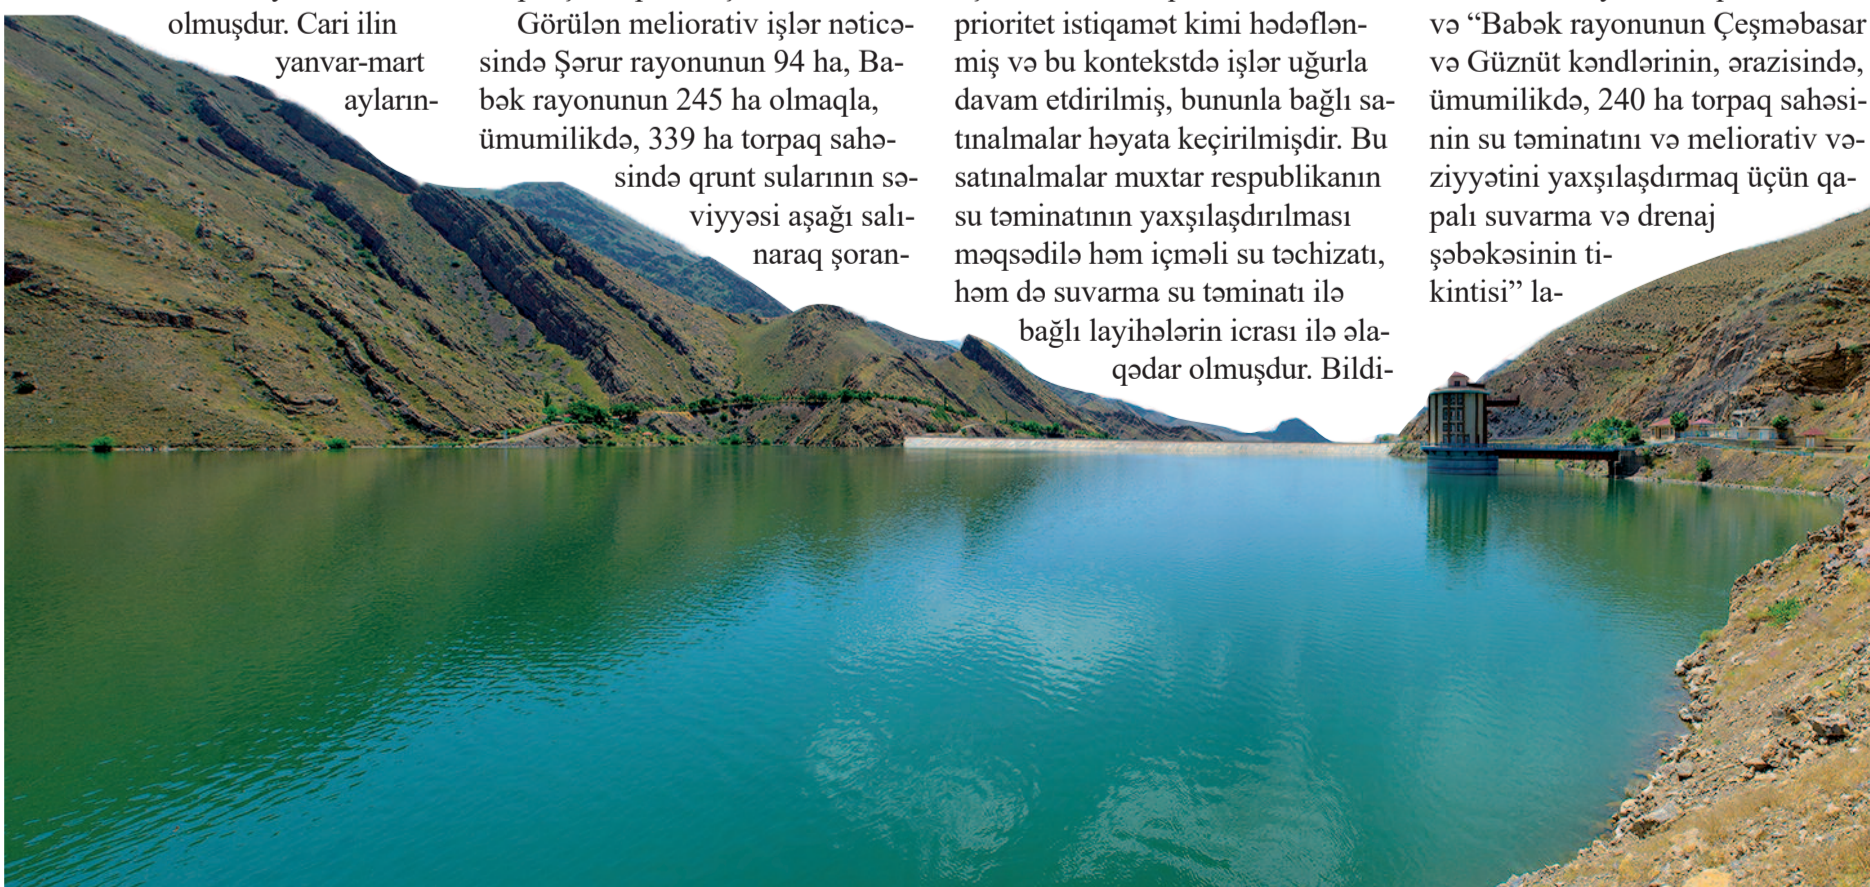 olmuşdur. Cari ilin
yanvar-mart
ayların-
Görülən meliorativ işlər nəticə-
sində Şərur rayonunun 94 ha, Ba-
bək rayonunun 245 ha olmaqla,
ümumilikdə, 339 ha torpaq sahə-
sində qrunt sularının sə-
viyyəsi aşağı salı-
naraq şoran-
prioritet istiqamət kimi hədəflən-
miş və bu kontekstdə işlər uğurla
davam etdirilmiş, bununla bağlı sa-
tınalmalar həyata keçirilmişdir. Bu
satınalmalar muxtar respublikanın
su təminatının yaxşılaşdırılması
məqsədilə həm içməli su təchizatı,
həm də suvarma su təminatı ilə
bağlı layihələrin icrası ilə əla-
qədar olmuşdur. Bildi-
və “Babək rayonunun Çeşməbasar
və Güznüt kəndlərinin, ərazisində,
ümumilikdə, 240 ha torpaq sahəsi-
nin su təminatını və meliorativ və-
ziyyətini yaxşılaşdırmaq üçün qa-
palı suvarma və drenaj
şəbəkəsinin ti-
kintisi” la-